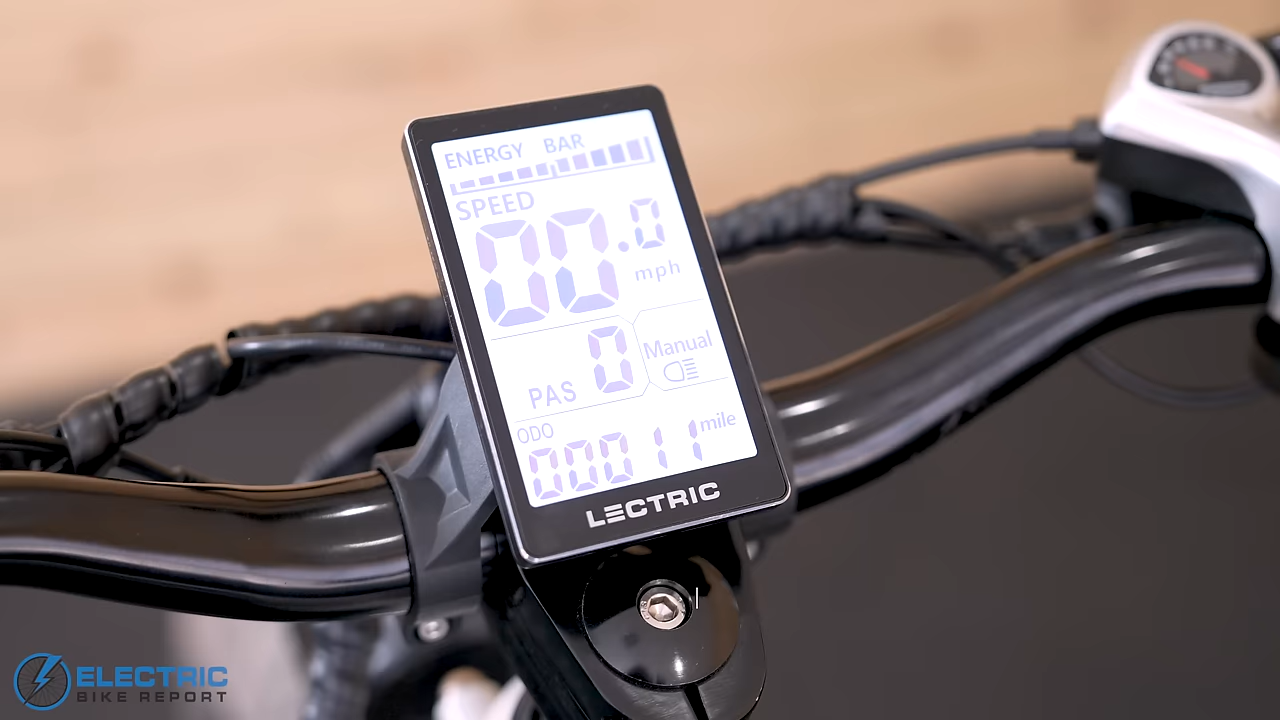 ENERGY BAR
SPEED
00.0
mph
PAS 0
Manual
ODO
00011 mile
LECTRIC
ELECTRIC
BIKE REPORT